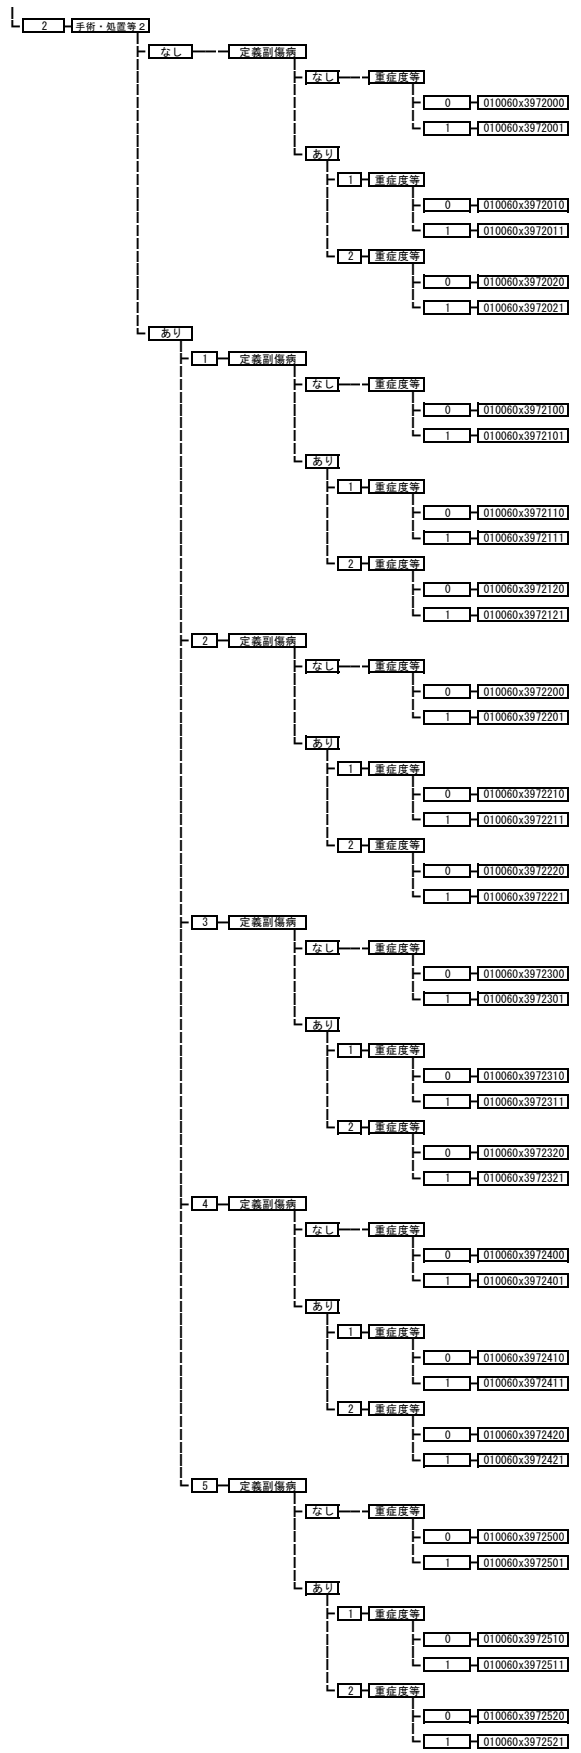 2 手術・処置等２
なし 定義副傷病
なし 重症度等
0 010060x3972000
1 010060x3972001
あり
1 重症度等
0 010060x3972010
1 010060x3972011
2 重症度等
0 010060x3972020
1 010060x3972021
あり
1 定義副傷病
なし 重症度等
0 010060x3972100
1 010060x3972101
あり
1 重症度等
0 010060x3972110
1 010060x3972111
2 重症度等
0 010060x3972120
1 010060x3972121
2 定義副傷病
なし 重症度等
0 010060x3972200
1 010060x3972201
あり
1 重症度等
0 010060x3972210
1 010060x3972211
2 重症度等
0 010060x3972220
1 010060x3972221
3 定義副傷病
なし 重症度等
0 010060x3972300
1 010060x3972301
あり
1 重症度等
0 010060x3972310
1 010060x3972311
2 重症度等
0 010060x3972320
1 010060x3972321
4 定義副傷病
なし 重症度等
0 010060x3972400
1 010060x3972401
あり
1 重症度等
0 010060x3972410
1 010060x3972411
2 重症度等
0 010060x3972420
1 010060x3972421
5 定義副傷病
なし 重症度等
0 010060x3972500
1 010060x3972501
あり
1 重症度等
0 010060x3972510
1 010060x3972511
2 重症度等
0 010060x3972520
1 010060x3972521